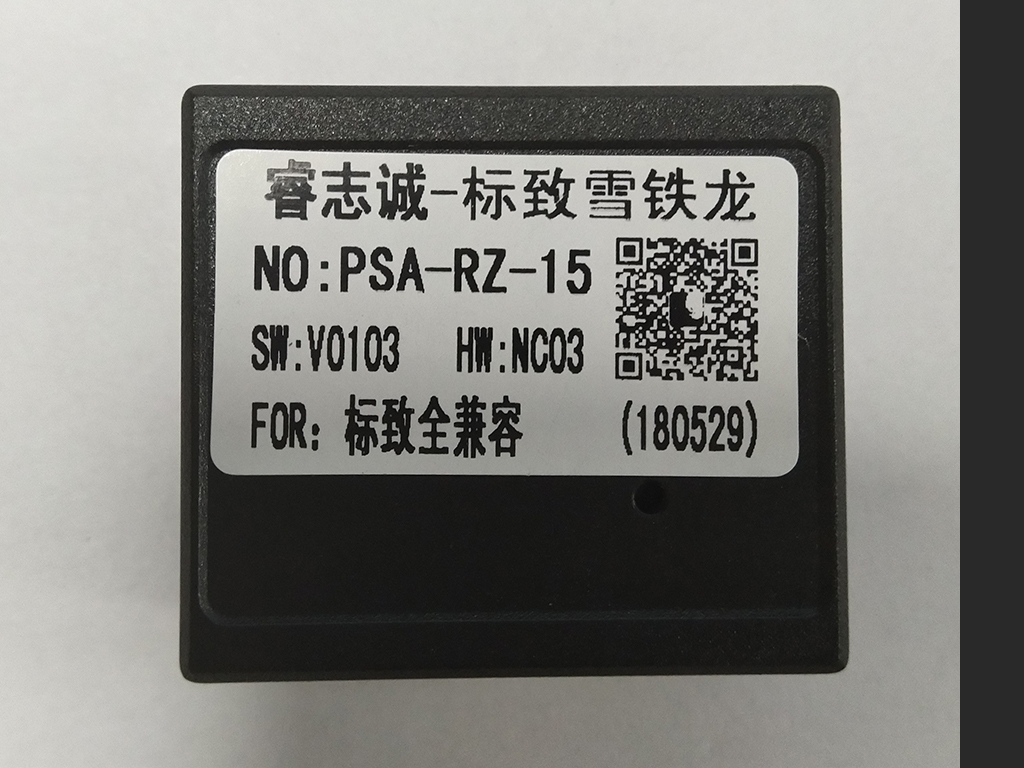 睿志诚-标致雪铁龙
NO:PSA-RZ-15
SW:V0103 HW:NC03
FOR: 标致全兼容 (180529)